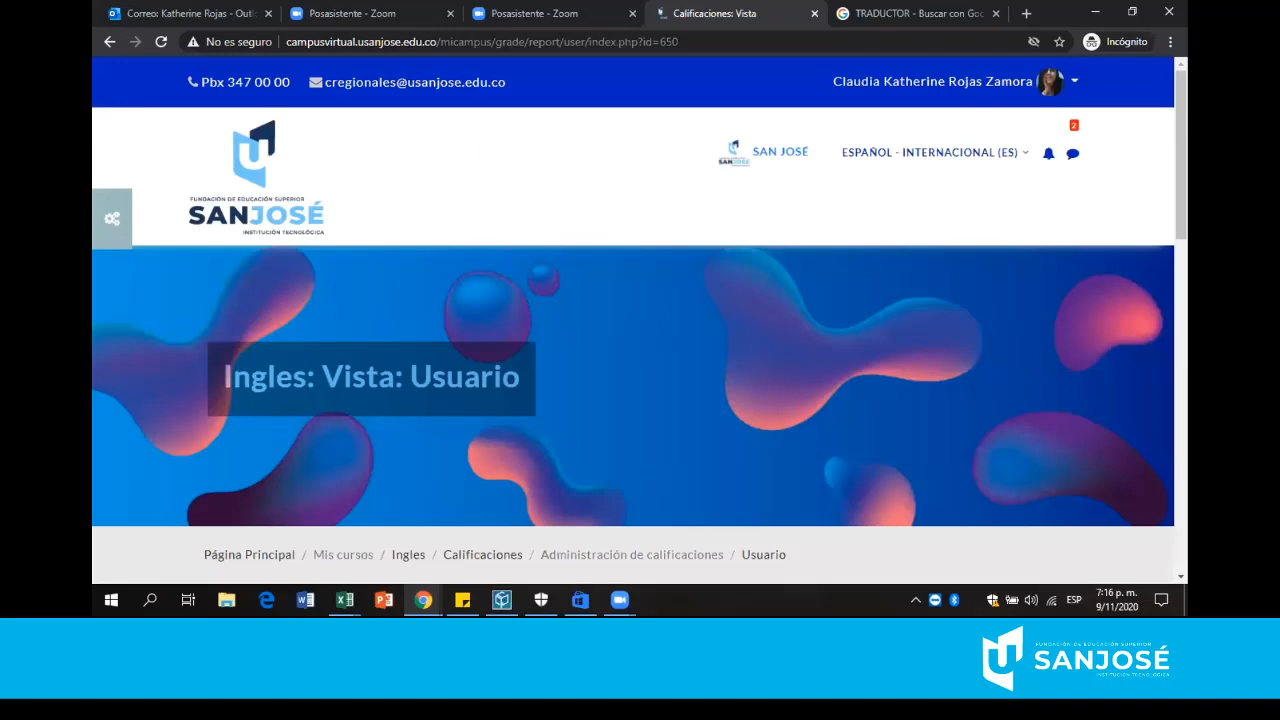 Correo: Katherine Rojas - Outl
Posasistente - Zoom
Posasistente - Zoom
Calificaciones: Vista
TRADUCTOR - Buscar con Goo
No es seguro
campusvirtual.usanjose.edu.co/micampus/grade/report/user/index.php?id=650
Incógnito
Pbx 347 00 00
cregionales@usanjose.edu.co
Claudia Katherine Rojas Zamora
2
SAN JOSÉ
ESPAÑOL - INTERNACIONAL (ES)
FUNDACIÓN DE EDUCACIÓN SUPERIOR
SANJOSÉ
INSTITUCIÓN TECNOLÓGICA
Ingles: Vista: Usuario
Página Principal / Mis cursos / Ingles / Calificaciones / Administración de calificaciones / Usuario
ESP
7:16 p. m.
9/11/2020
FUNDACIÓN DE EDUCACIÓN SUPERIOR
SANJOSÉ
INSTITUCIÓN TECNOLÓGICA